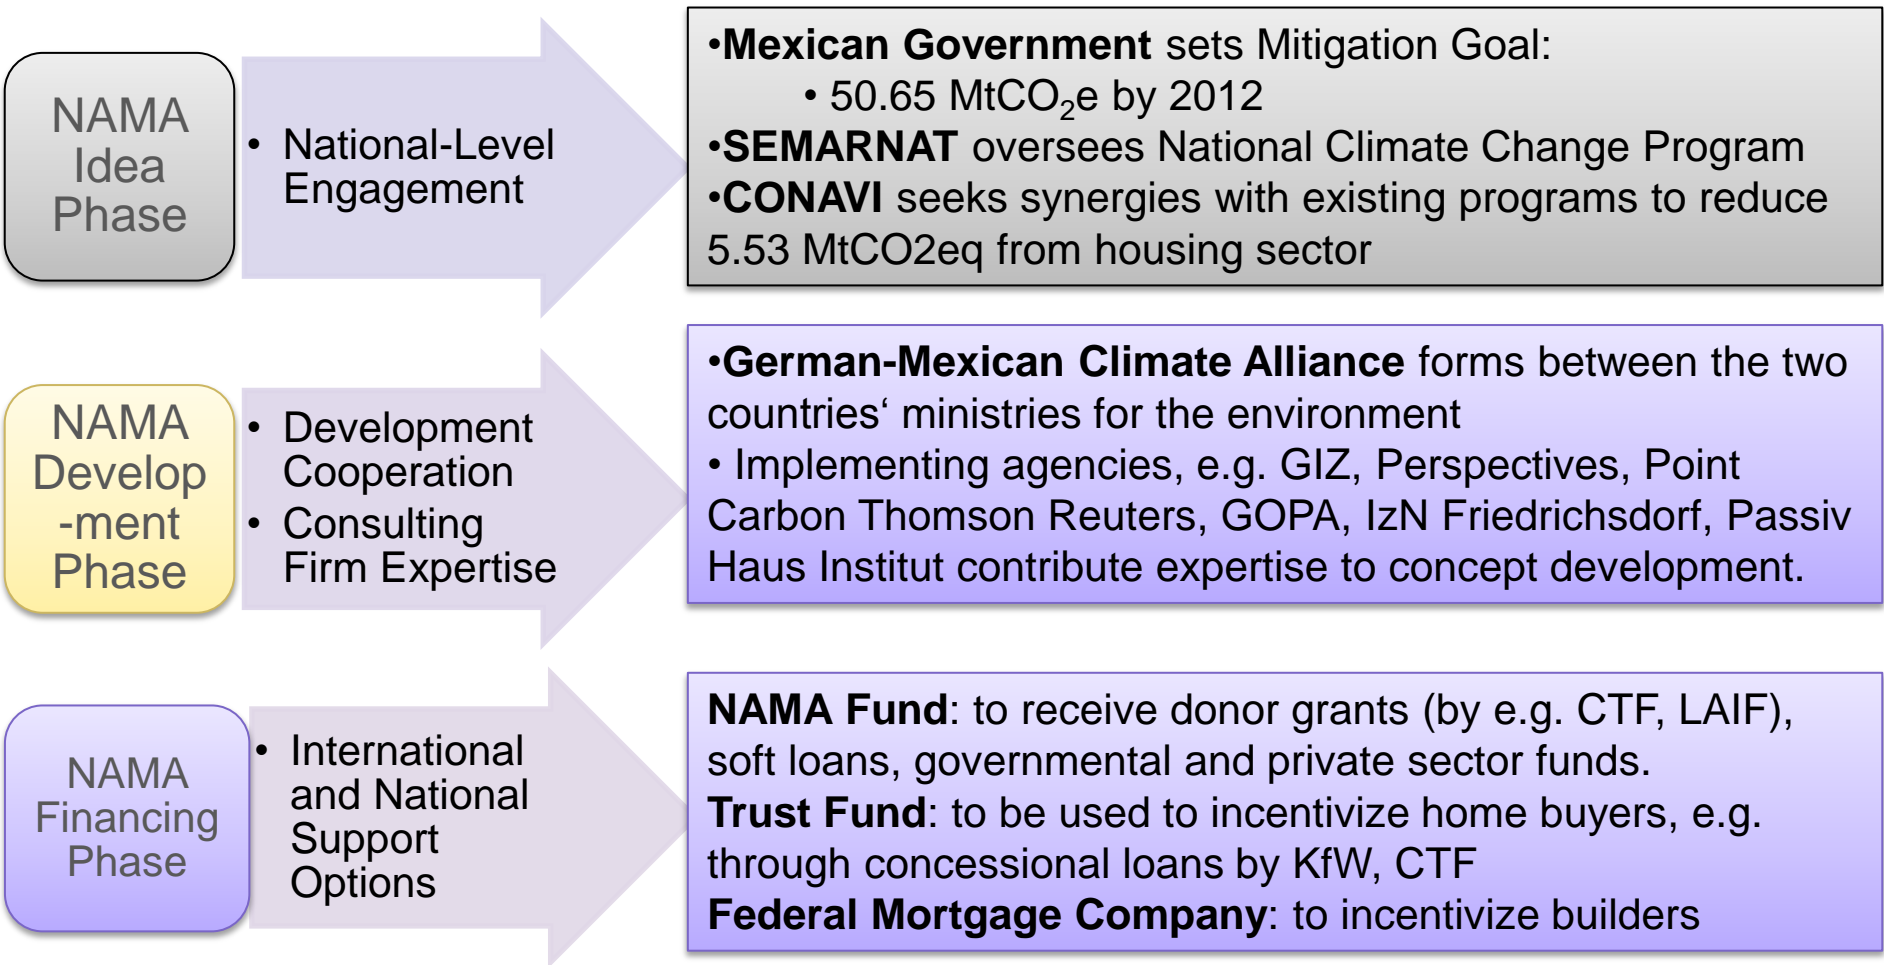 NAMA
Idea
Phase
• National-Level
Engagement
•Mexican Government sets Mitigation Goal:
• 50.65 MtCO₂e by 2012
•SEMARNAT oversees National Climate Change Program
•CONAVI seeks synergies with existing programs to reduce
5.53 MtCO2eq from housing sector
NAMA
Develop
-ment
Phase
• Development
Cooperation
• Consulting
Firm Expertise
•German-Mexican Climate Alliance forms between the two
countries‘ ministries for the environment
• Implementing agencies, e.g. GIZ, Perspectives, Point
Carbon Thomson Reuters, GOPA, IzN Friedrichsdorf, Passiv
Haus Institut contribute expertise to concept development.
NAMA
Financing
Phase
• International
and National
Support
Options
NAMA Fund: to receive donor grants (by e.g. CTF, LAIF),
soft loans, governmental and private sector funds.
Trust Fund: to be used to incentivize home buyers, e.g.
through concessional loans by KfW, CTF
Federal Mortgage Company: to incentivize builders